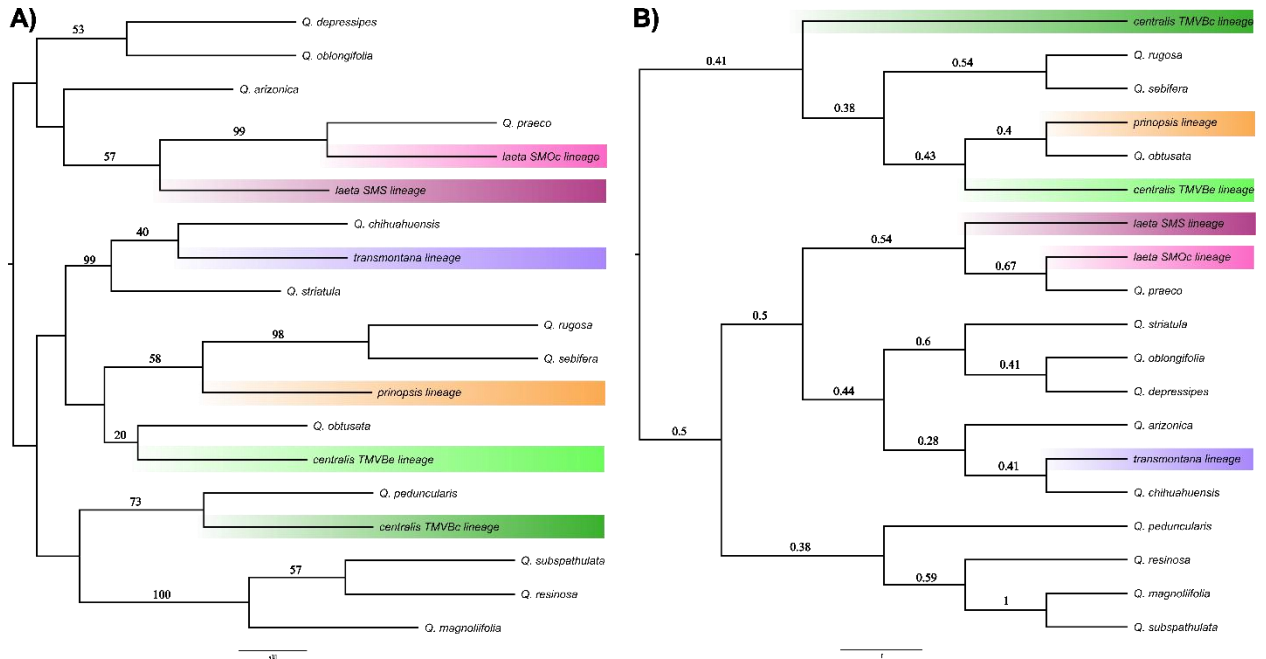 A)
53
Q. depressipes
Q. oblongifolia
Q. arizonica
99
Q. praeco
57
laeta SMOc lineage
laeta SMS lineage
Q. chihuahuensis
40
99
transmontana lineage
Q. striatula
Q. rugosa
98
58
Q. sebifera
prinopsis lineage
Q. obtusata
20
centralis TMVBe lineage
73
Q. peduncularis
centralis TMVBc lineage
Q. subspathulata
57
100
Q. resinosa
Q. magnoliifolia
B)
centralis TMVBc lineage
0.41
Q. rugosa
0.54
Q. sebifera
0.38
prinopsis lineage
0.4
0.43
Q. obtusata
centralis TMVBe lineage
laeta SMS lineage
0.54
laeta SMOc lineage
0.67
Q. praeco
0.5
Q. striatula
0.6
Q. oblongifolia
0.41
0.44
Q. depressipes
Q. arizonica
0.28
transmontana lineage
0.41
0.5
Q. chihuahuensis
Q. peduncularis
0.38
Q. resinosa
0.59
Q. magnoliifolia
1
Q. subspathulata